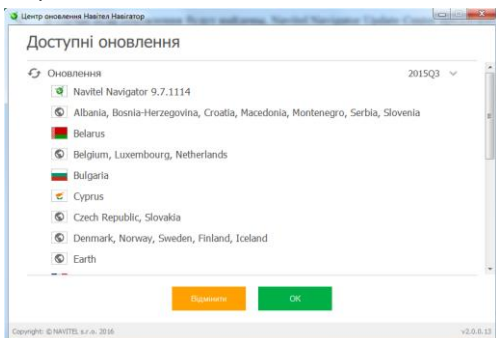 Центр оновлення Навітел Навігатор
Доступні оновлення
Оновлення 2015Q3
Navitel Navigator 9.7.1114
Albania, Bosnia-Herzegovina, Croatia, Macedonia, Montenegro, Serbia, Slovenia
Belarus
Belgium, Luxembourg, Netherlands
Bulgaria
Cyprus
Czech Republic, Slovakia
Denmark, Norway, Sweden, Finland, Iceland
Earth
Відмінити OK
Copyright: © NAVITEL s.r.o. 2016 v2.0.0.13